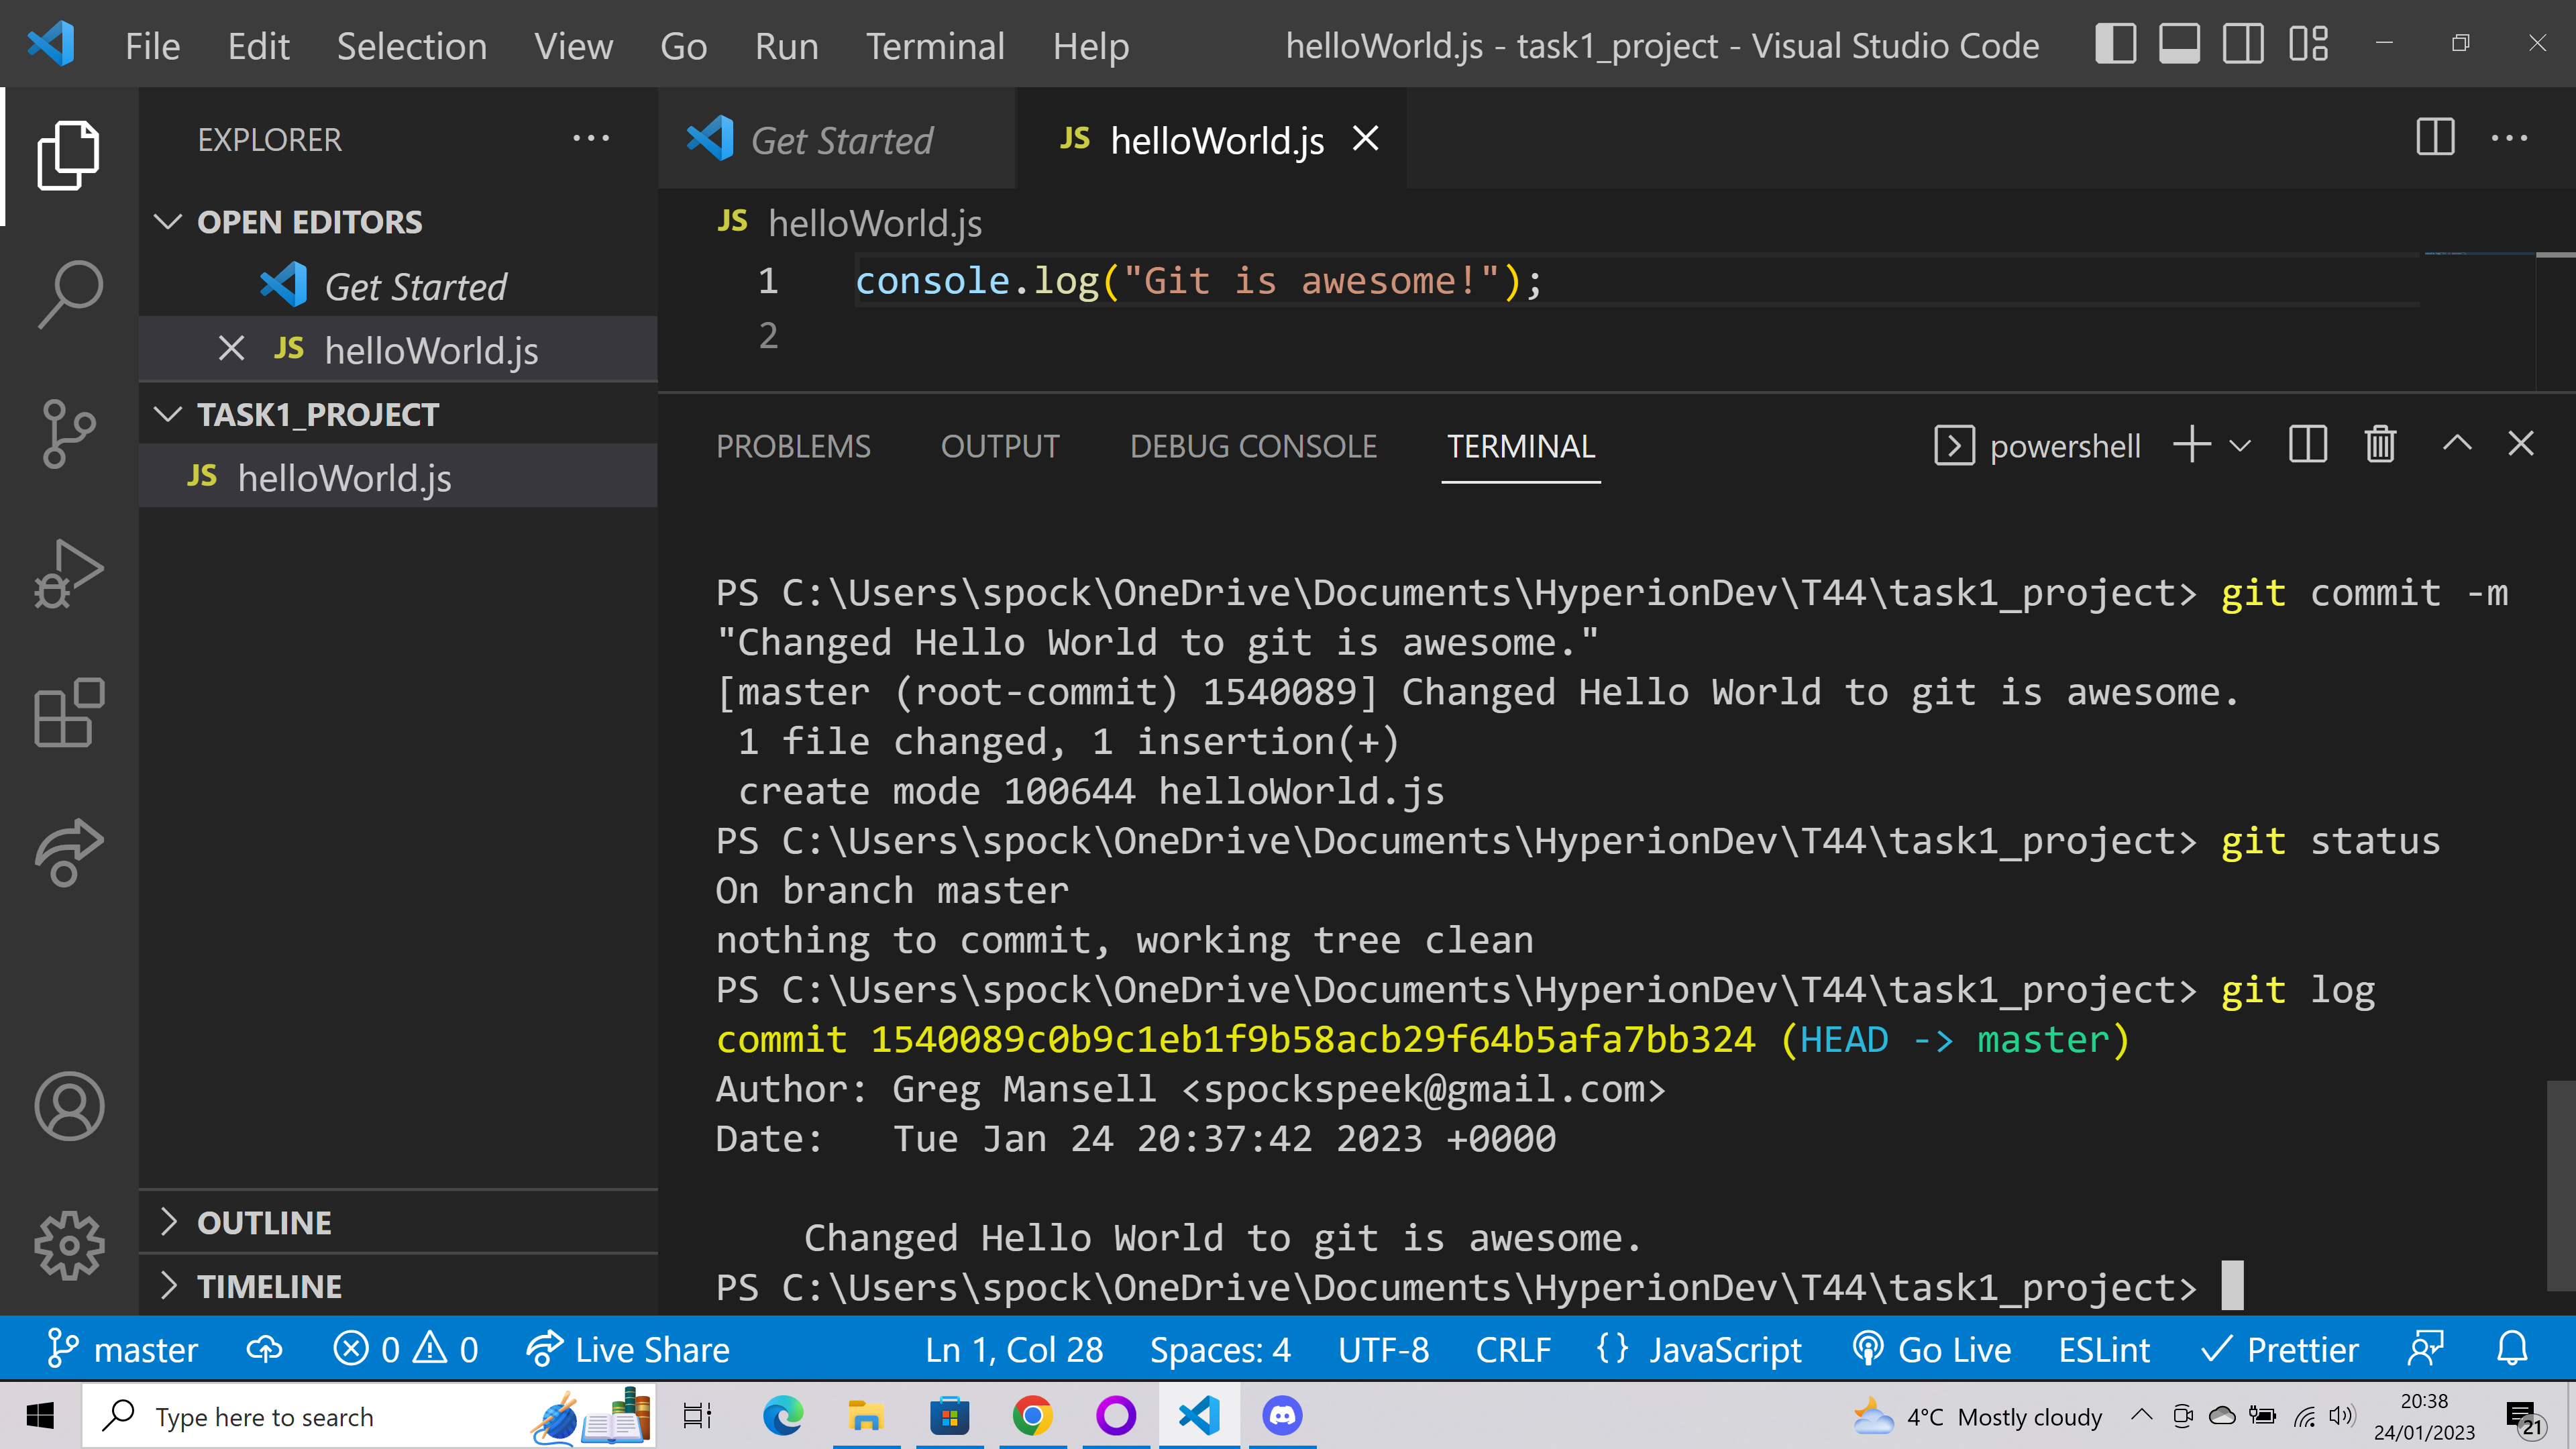 File Edit Selection View Go Run Terminal Help helloWorld.js - task1_project - Visual Studio Code
EXPLORER
OPEN EDITORS
Get Started
JS helloWorld.js
TASK1_PROJECT
JS helloWorld.js
OUTLINE
TIMELINE
Get Started JS helloWorld.js
JS helloWorld.js
1 console.log("Git is awesome!");
2
PROBLEMS OUTPUT DEBUG CONSOLE TERMINAL powershell
PS C:\Users\spock\OneDrive\Documents\HyperionDev\T44\task1_project> git commit -m
"Changed Hello World to git is awesome."
[master (root-commit) 1540089] Changed Hello World to git is awesome.
1 file changed, 1 insertion(+)
create mode 100644 helloWorld.js
PS C:\Users\spock\OneDrive\Documents\HyperionDev\T44\task1_project> git status
On branch master
nothing to commit, working tree clean
PS C:\Users\spock\OneDrive\Documents\HyperionDev\T44\task1_project> git log
commit 1540089c0b9c1eb1f9b58acb29f64b5afa7bb324 (HEAD -> master)
Author: Greg Mansell <spockspeek@gmail.com>
Date: Tue Jan 24 20:37:42 2023 +0000
Changed Hello World to git is awesome.
PS C:\Users\spock\OneDrive\Documents\HyperionDev\T44\task1_project>
master 0 0 Live Share Ln 1, Col 28 Spaces: 4 UTF-8 CRLF {} JavaScript Go Live ESLint Prettier
Type here to search 4°C Mostly cloudy 20:38
24/01/2023 21